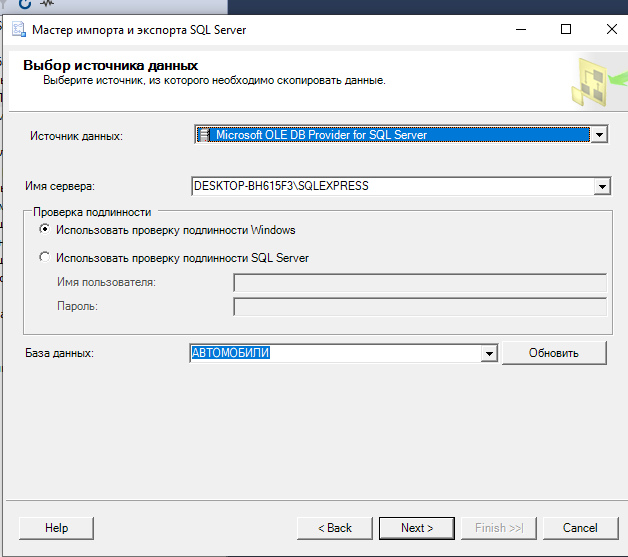 Мастер импорта и экспорта SQL Server
Выбор источника данных
Выберите источник, из которого необходимо скопировать данные.
Источник данных:
Microsoft OLE DB Provider for SQL Server
Имя сервера:
DESKTOP-BH615F3\SQLEXPRESS
Проверка подлинности
Использовать проверку подлинности Windows
Использовать проверку подлинности SQL Server
Имя пользователя:
Пароль:
База данных:
АВТОМОБИЛИ
Обновить
Help
< Back
Next >
Finish >>|
Cancel